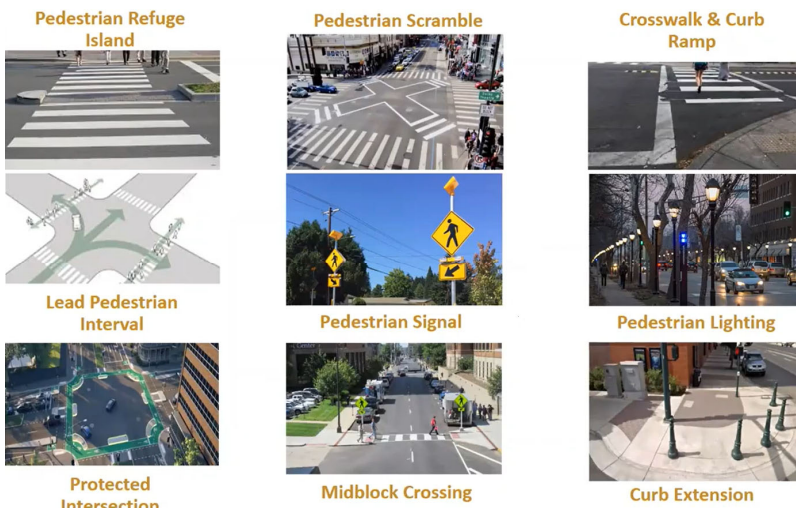 Pedestrian Refuge
Island
Pedestrian Scramble
Crosswalk & Curb
Ramp
Lead Pedestrian
Interval
Pedestrian Signal
Pedestrian Lighting
Protected
Intersection
Midblock Crossing
Curb Extension